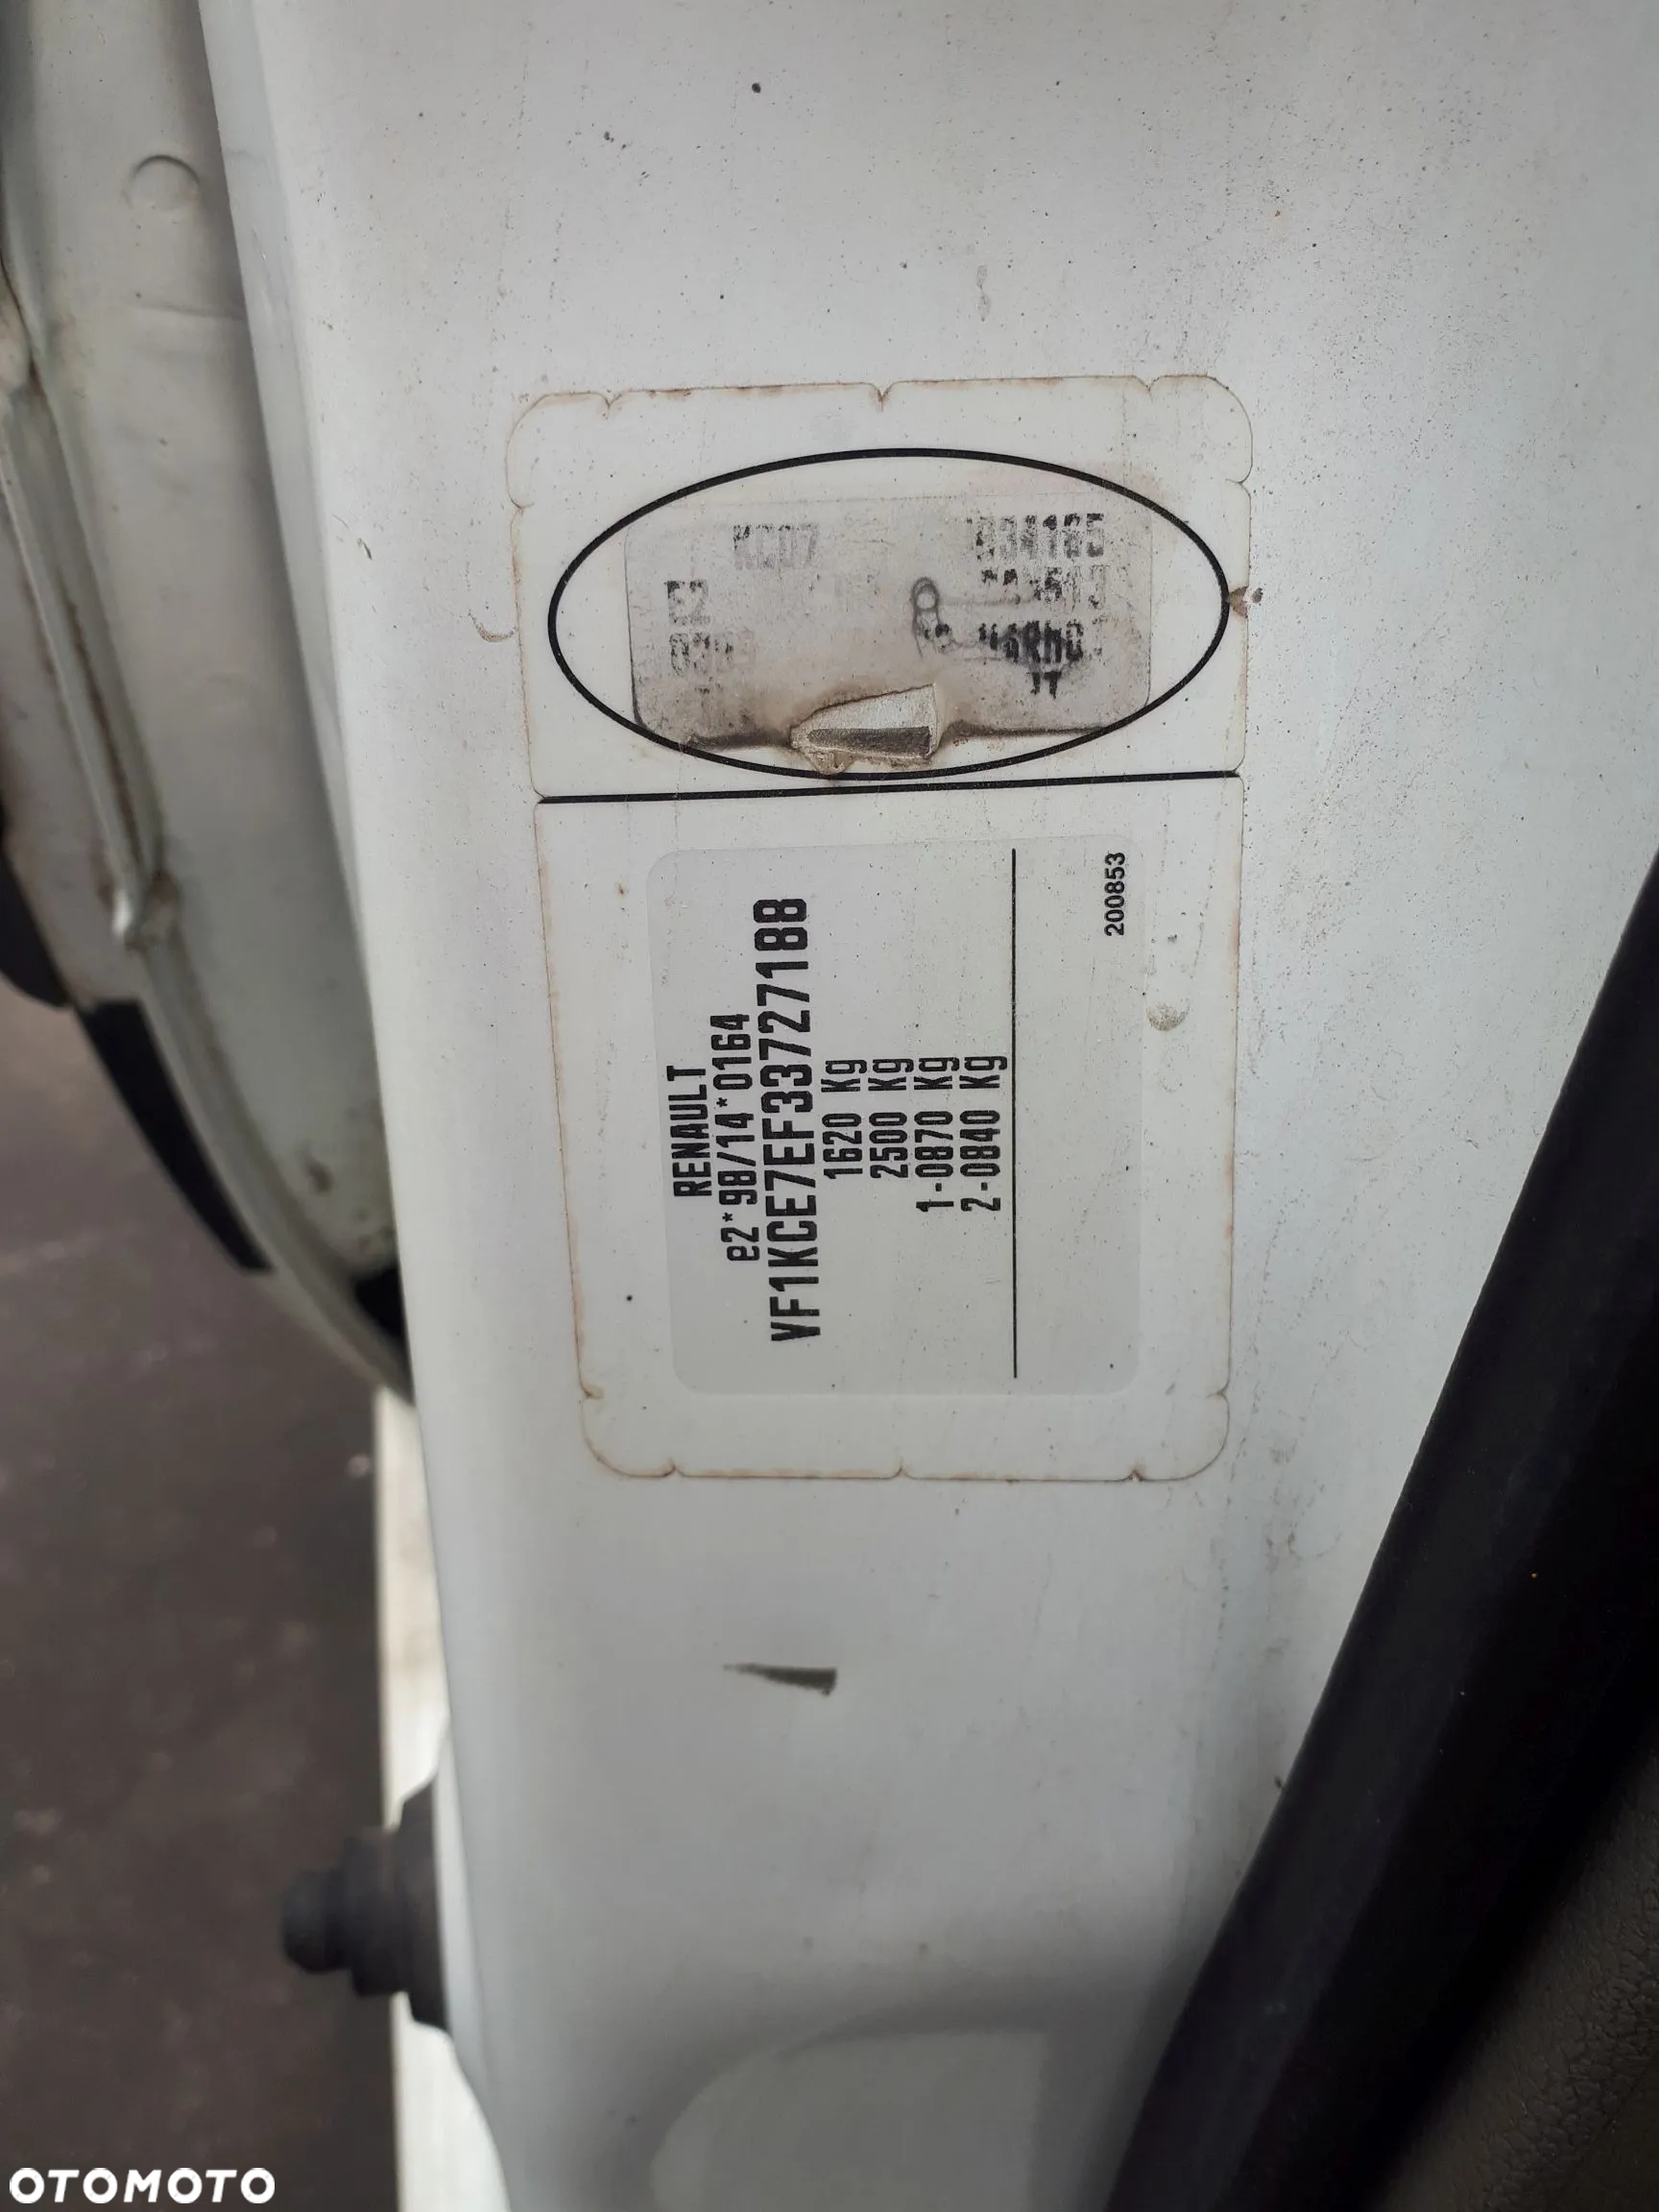 KC07
E2
RENAULT
e2*98/14*0164
VF1KCE7EF33727188
1620 Kg
2500 Kg
1-0870 Kg
2-0840 Kg
200853
OTOMOTO